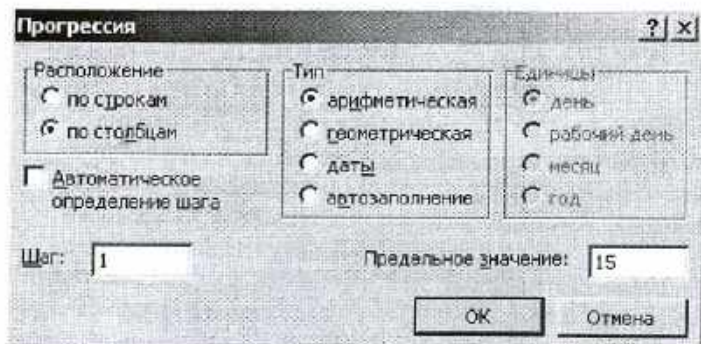 Прогрессия
Расположение
по строкам
по столбцам
Автоматическое
определение шага
Тип
арифметическая
геометрическая
даты
автозаполнение
Единицы
день
рабочий день
месяц
год
Шаг: 1
Предельное значение: 15
ОК
Отмена